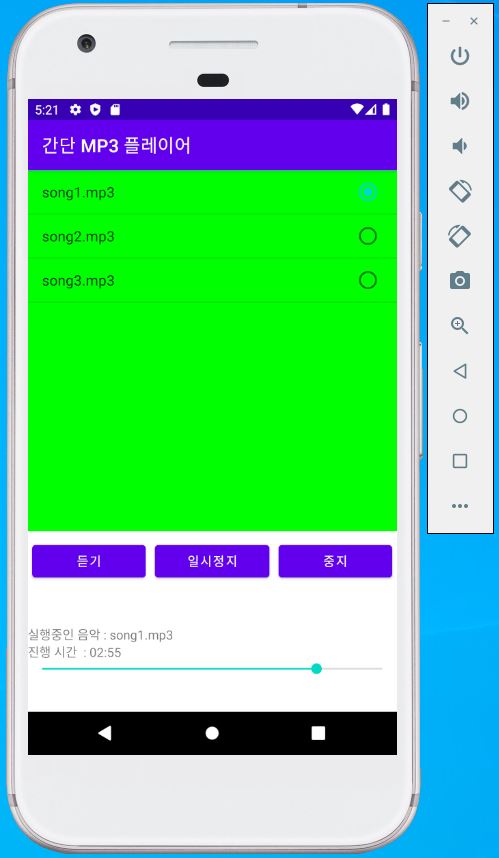 5:21
간단 MP3 플레이어
song1.mp3
song2.mp3
song3.mp3
듣기 일시정지 중지
실행중인 음악 : song1.mp3
진행 시간 : 02:55